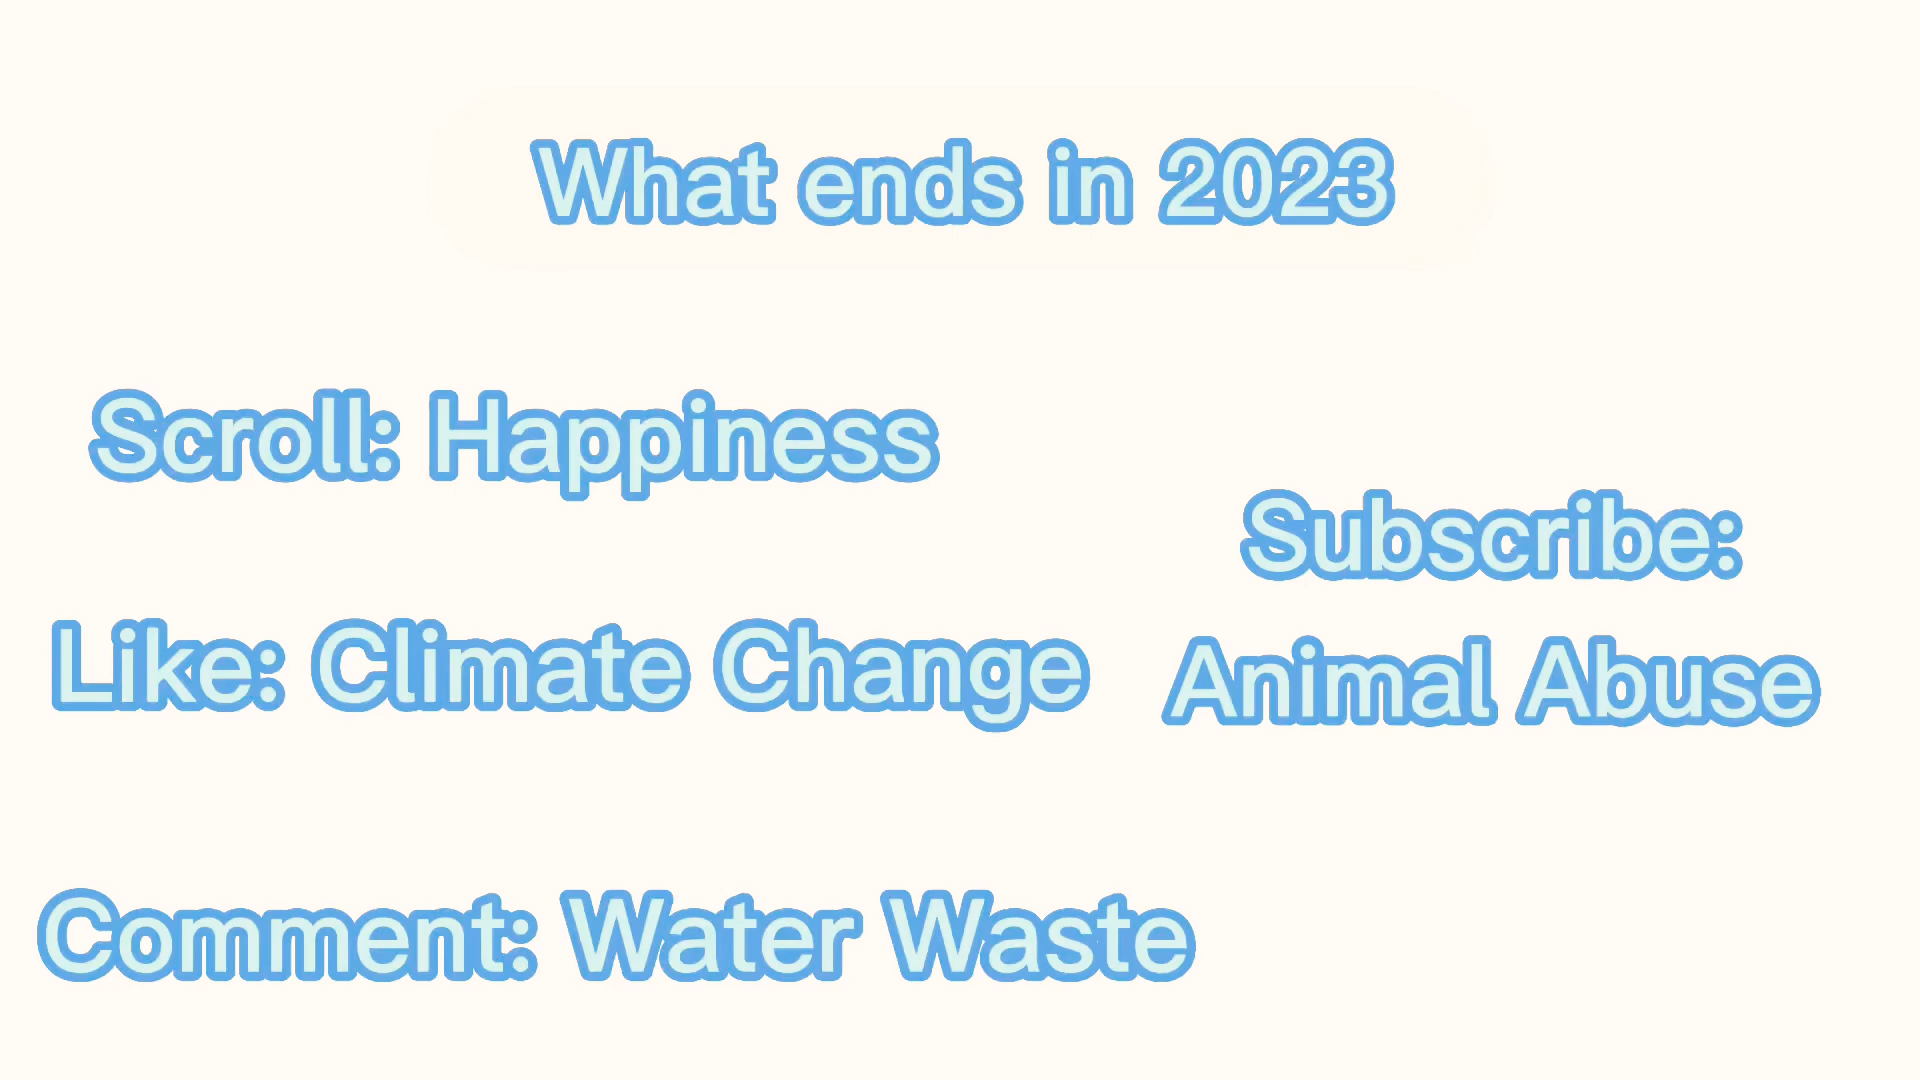 What ends in 2023
Scroll: Happiness
Like: Climate Change
Comment: Water Waste
Subscribe:
Animal Abuse